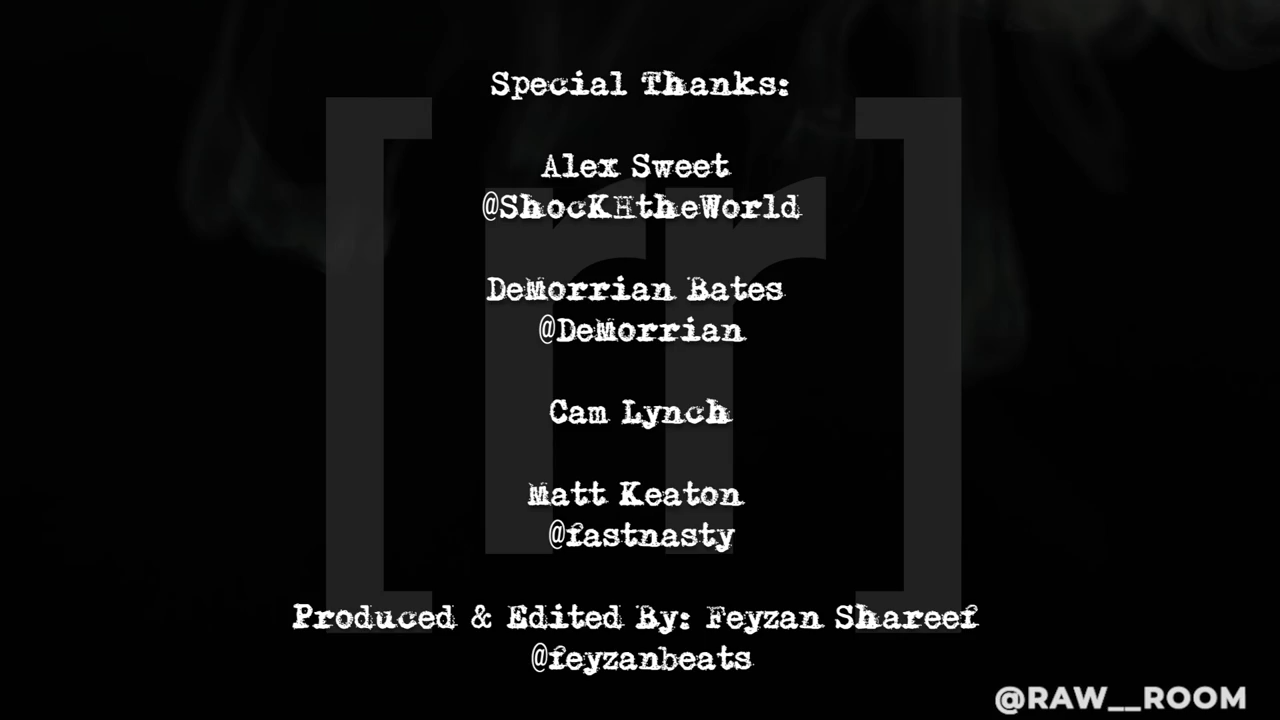 Special Thanks:
Alex Sweet
@ShocKHtheWorld
DeMorrian Bates
@DeMorrian
Cam Lynch
Matt Keaton
@fastnasty
Produced & Edited By: Feyzan Shareef
@feyzanbeats
[rr]
@RAW__ROOM